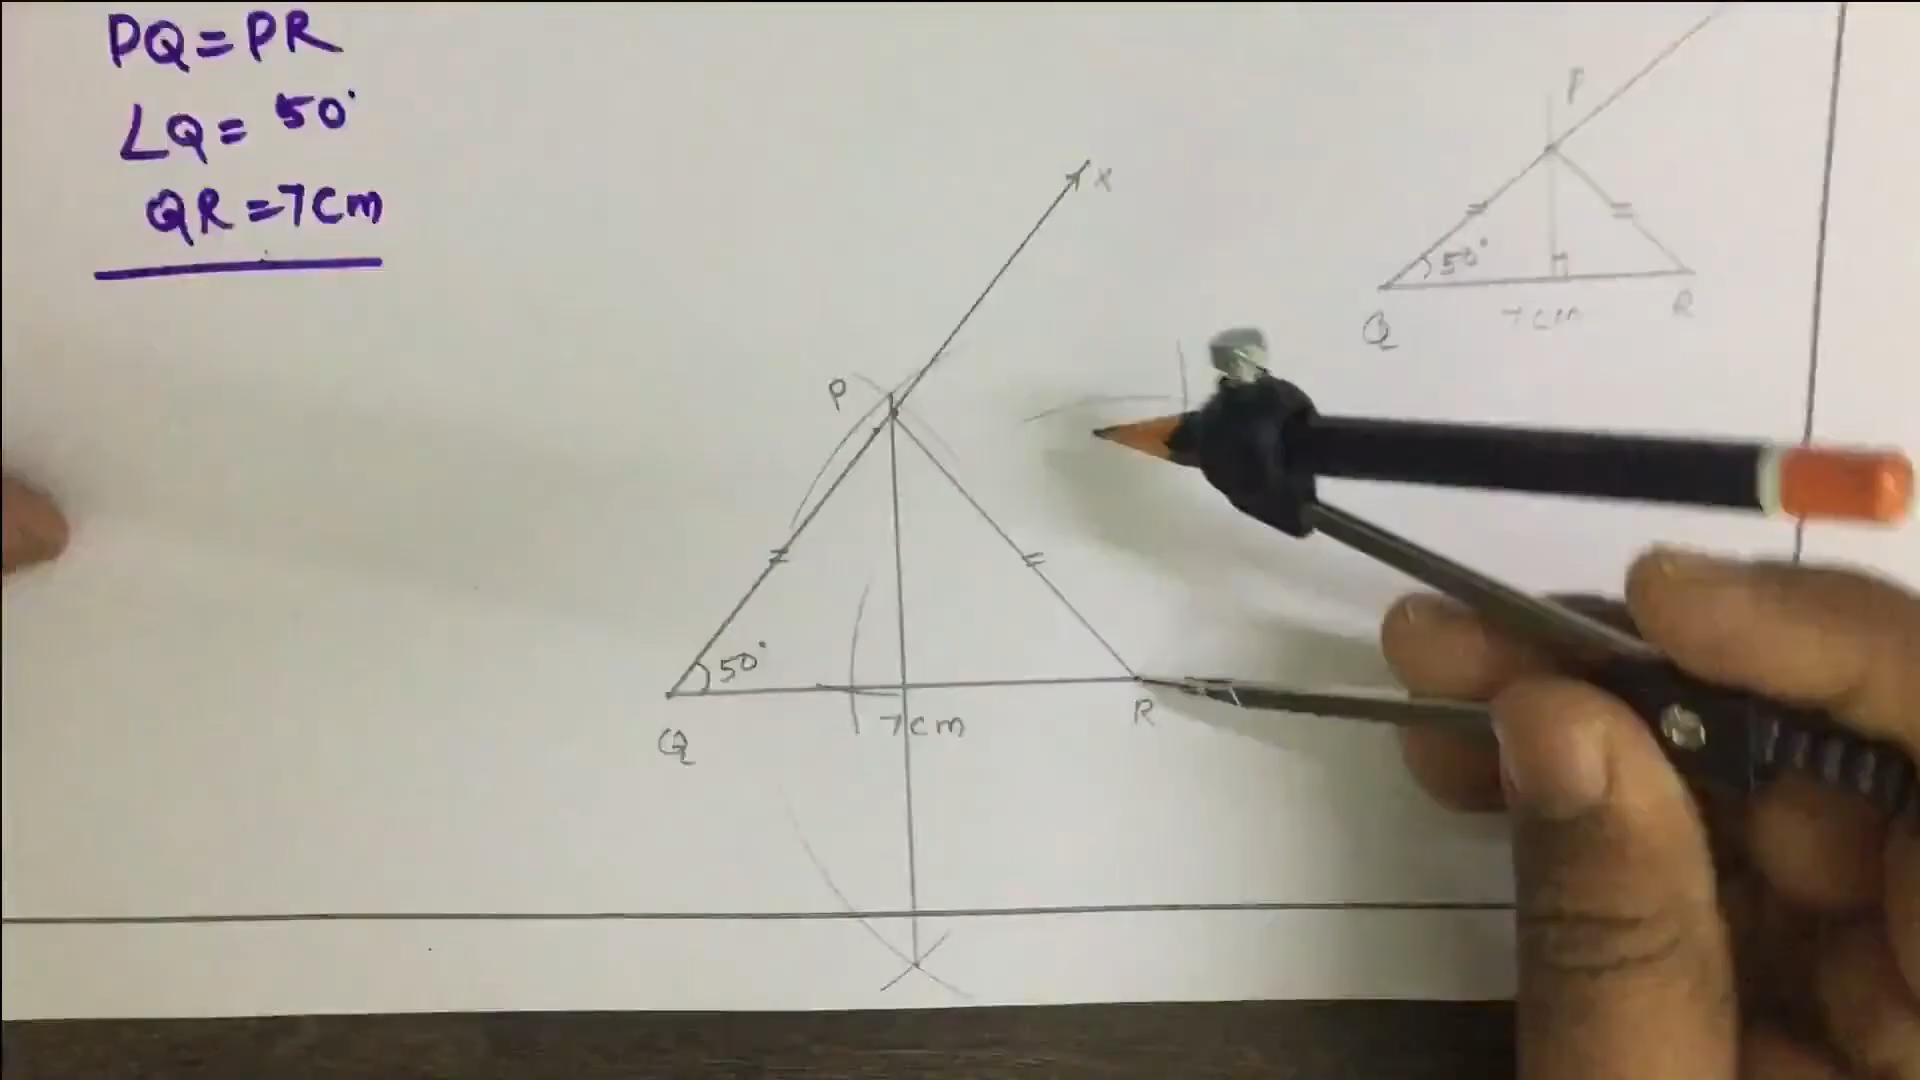 PQ = PR
∠Q = 50°
QR = 7cm
P
50°
Q
7cm
R
X
P
50°
Q
7cm
R